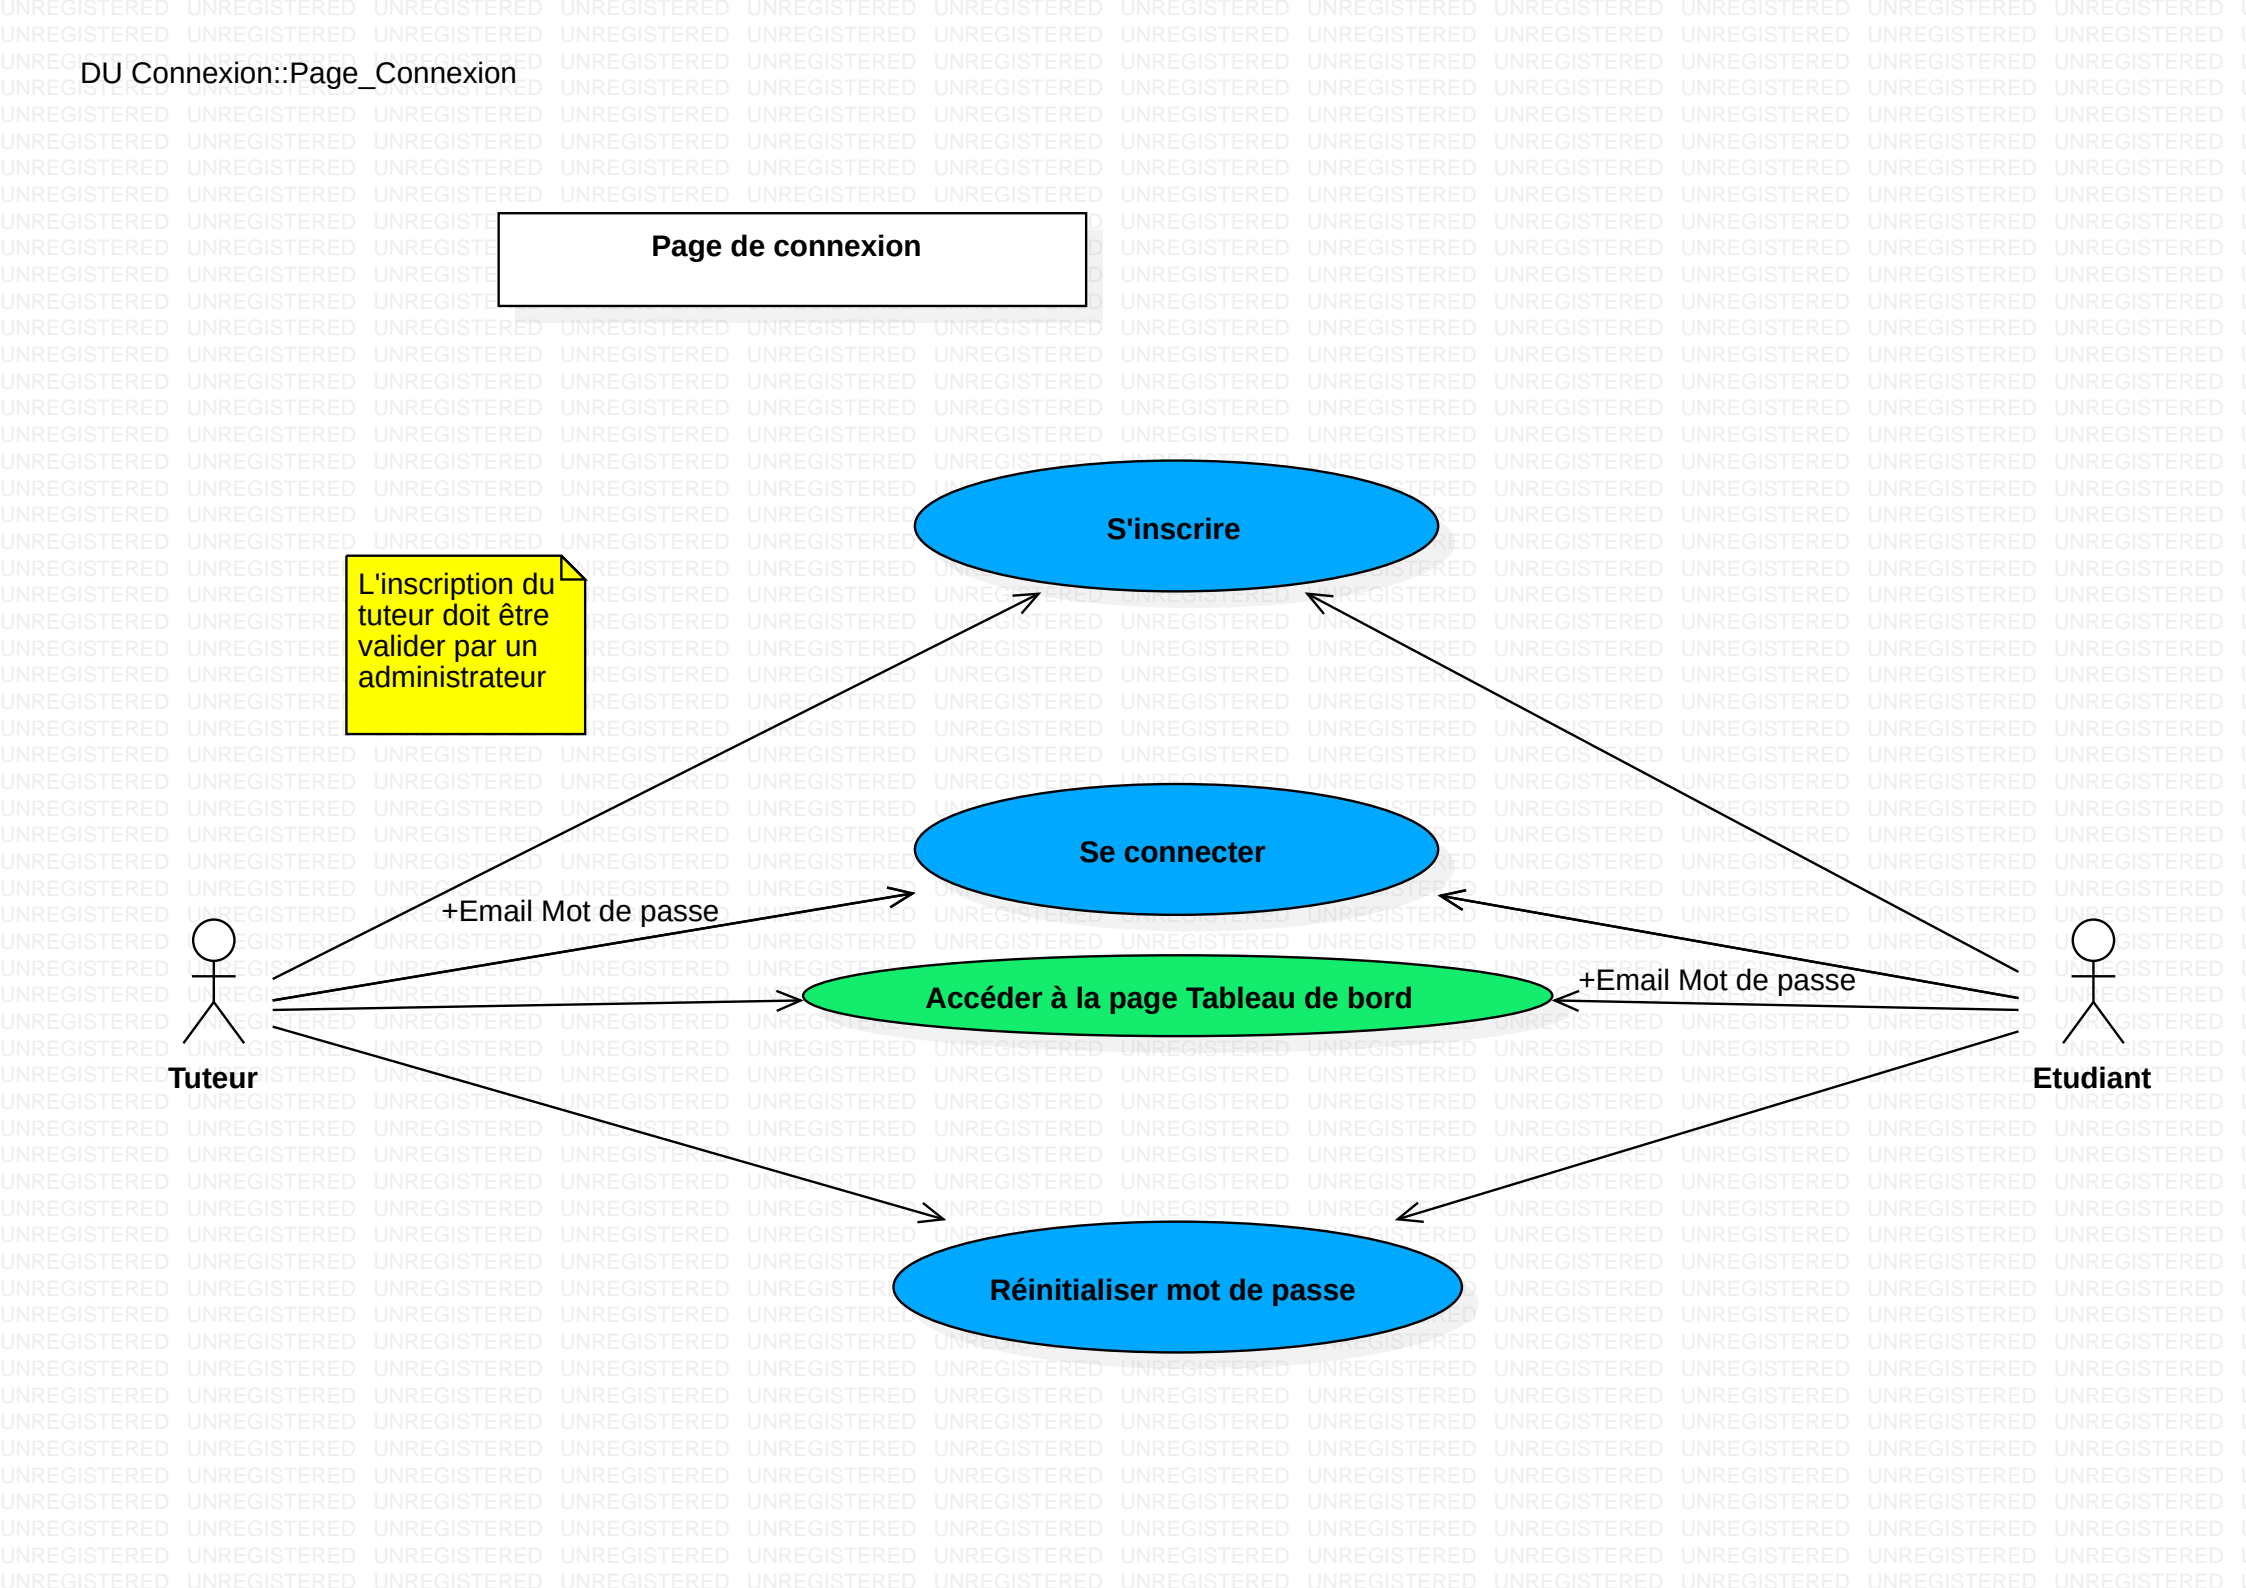 DU Connexion::Page_Connexion
Page de connexion
S'inscrire
L'inscription du
tuteur doit être
valider par un
administrateur
Se connecter
+Email Mot de passe
Accéder à la page Tableau de bord
+Email Mot de passe
Tuteur
Etudiant
Réinitialiser mot de passe
UNREGISTERED